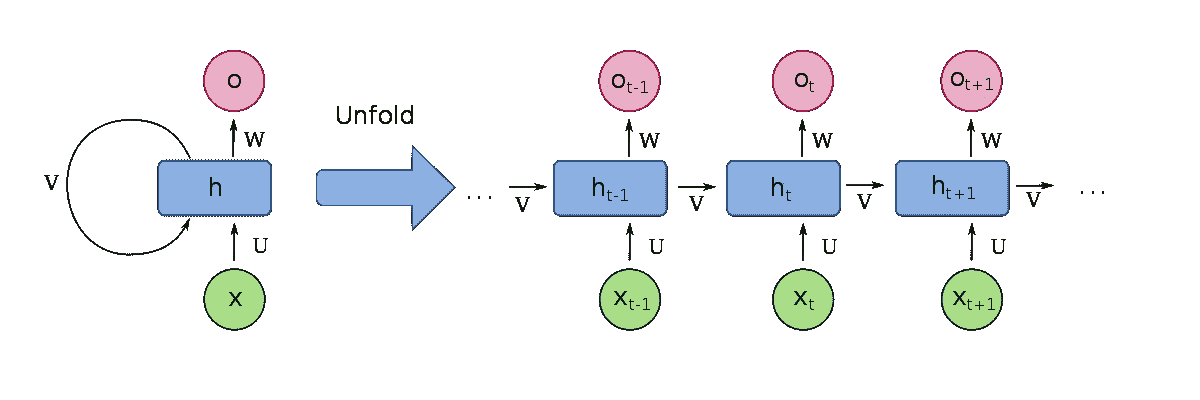 o
W
V
h
U
x
Unfold
...
V
o_{t-1}
W
h_{t-1}
V
U
x_{t-1}
o_t
W
h_t
V
U
x_t
o_{t+1}
W
h_{t+1}
V
U
x_{t+1}
...